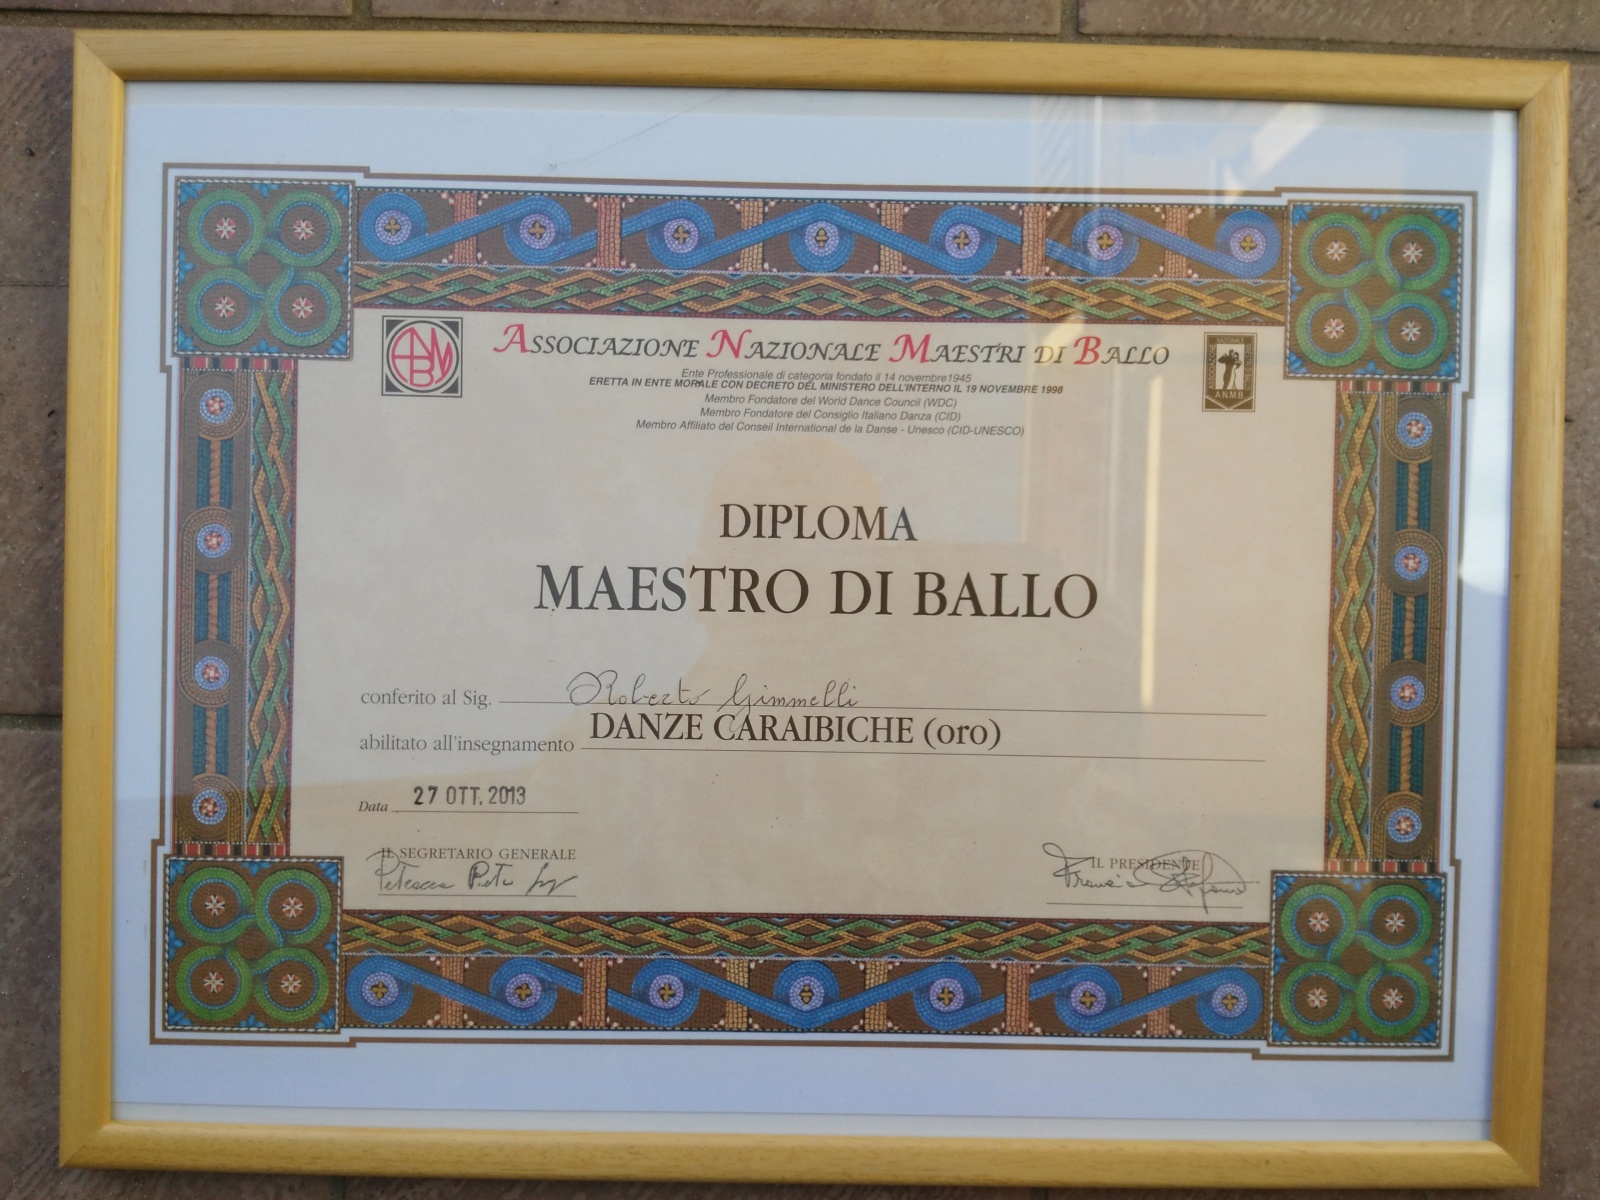 ASSOCIAZIONE NAZIONALE MAESTRI DI BALLO
Ente Professionale di categoria fondato il 14 novembre1945
ERETTA IN ENTE MORALE CON DECRETO DEL MINISTERO DELL'INTERNO IL 19 NOVEMBRE 1998
Membro Fondatore del World Dance Council (WDC)
Membro Fondatore del Consiglio Italiano Danza (CID)
Membro Affiliato del Conseil International de la Danse - Unesco (CID-UNESCO)
ANMB
A.N.M.B.
DIPLOMA
MAESTRO DI BALLO
conferito al Sig. Roberto Gimmelli
abilitato all'insegnamento DANZE CARAIBICHE (oro)
Data 27 OTT. 2013
IL SEGRETARIO GENERALE
IL PRESIDENTE